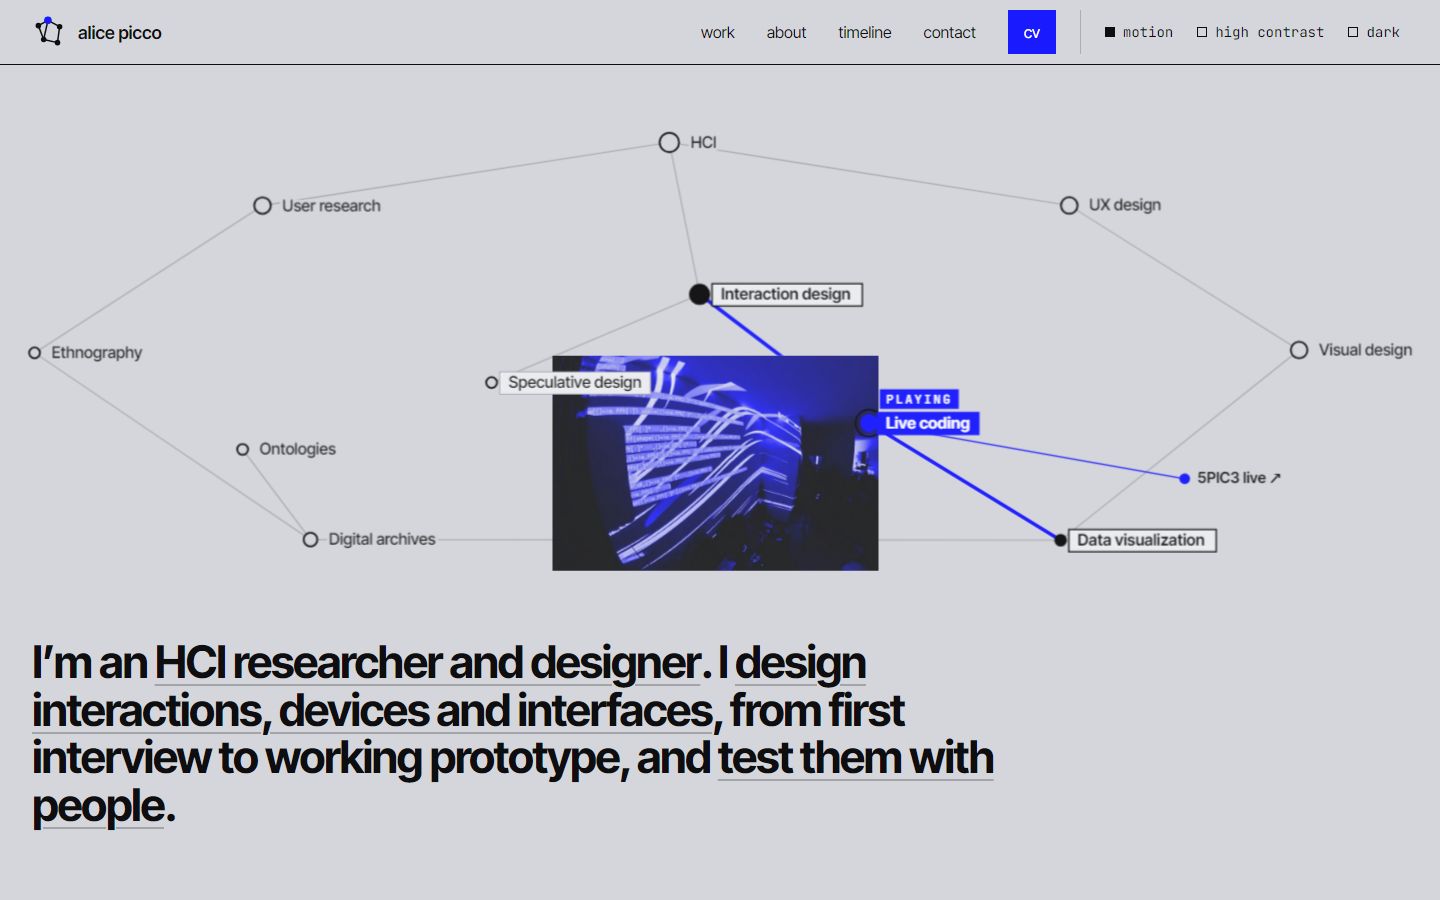 alice picco
work
about
timeline
contact
cv
motion
high contrast
dark
HCI
User research
UX design
Interaction design
Ethnography
Visual design
Speculative design
PLAYING
Live coding
Ontologies
5PIC3 live ↗
Digital archives
Data visualization
I’m an HCI researcher and designer. I design
interactions, devices and interfaces, from first
interview to working prototype, and test them with
people.